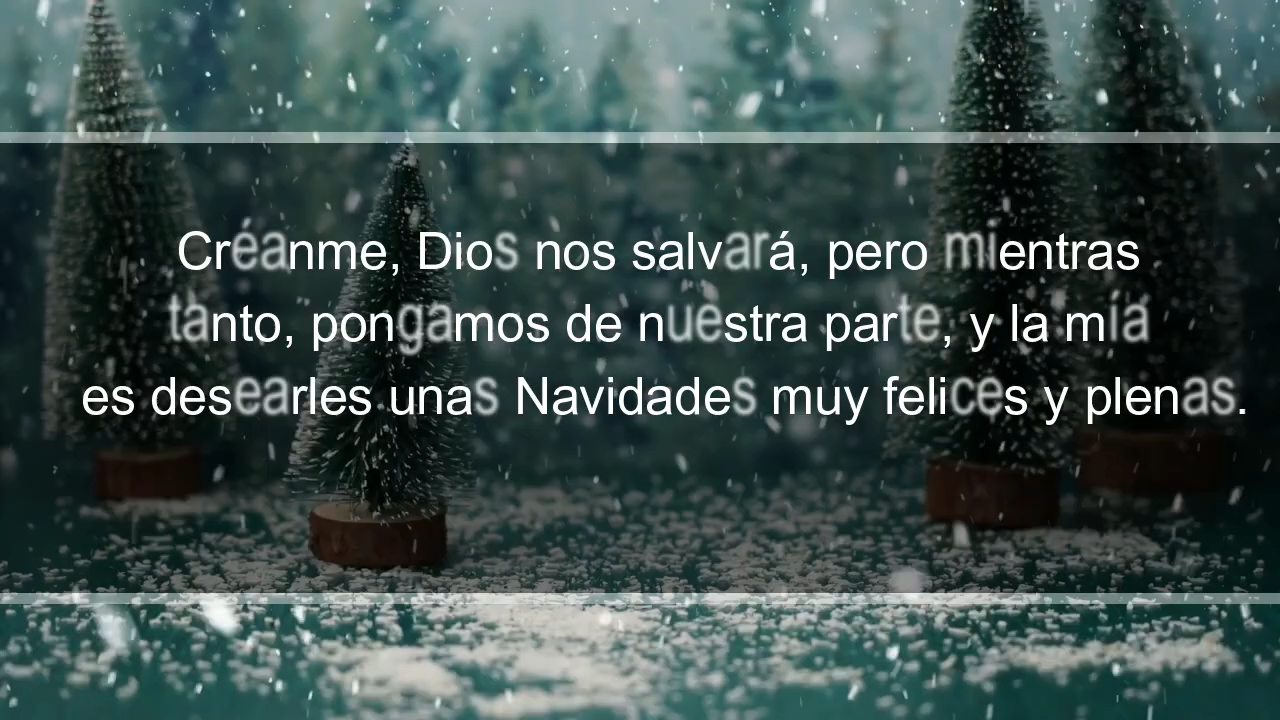 Créanme, Dios nos salvará, pero mientras
tanto, pongamos de nuestra parte, y la mía
es desearles unas Navidades muy felices y plenas.